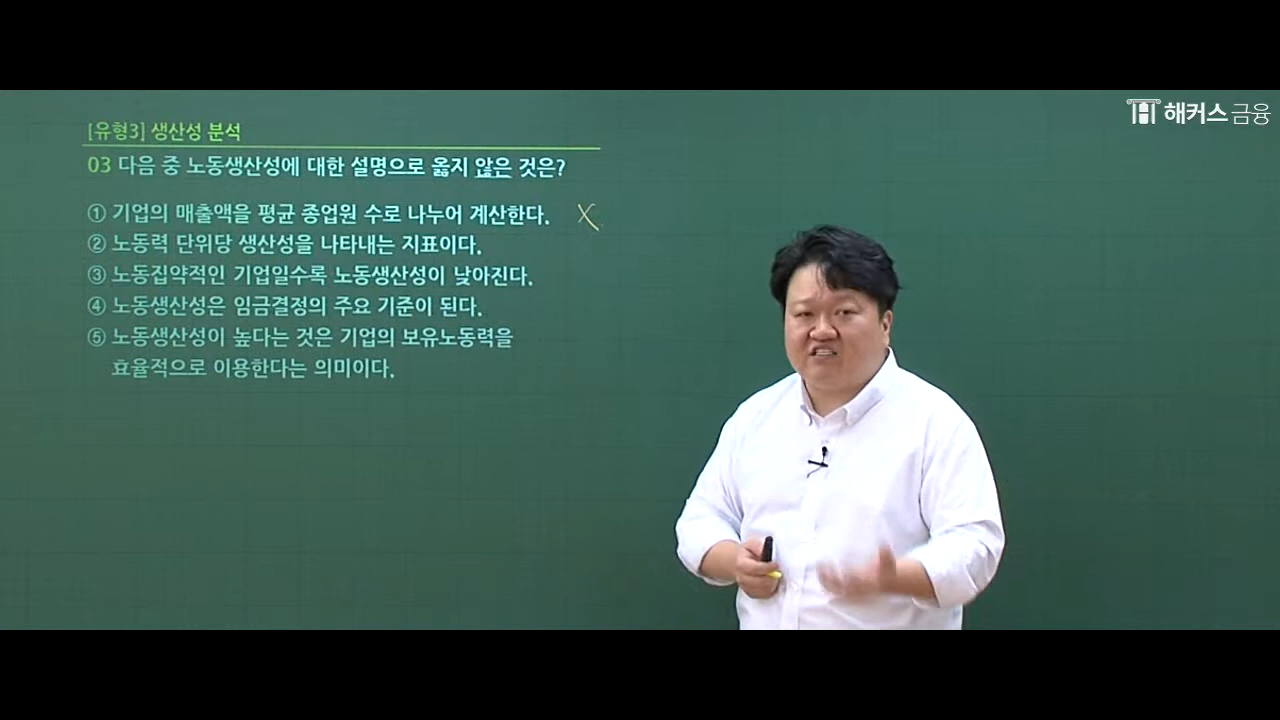 해커스 금융
[유형3] 생산성 분석
03 다음 중 노동생산성에 대한 설명으로 옳지 않은 것은?
① 기업의 매출액을 평균 종업원 수로 나누어 계산한다. X
② 노동력 단위당 생산성을 나타내는 지표이다.
③ 노동집약적인 기업일수록 노동생산성이 낮아진다.
④ 노동생산성은 임금결정의 주요 기준이 된다.
⑤ 노동생산성이 높다는 것은 기업의 보유노동력을
효율적으로 이용한다는 의미이다.